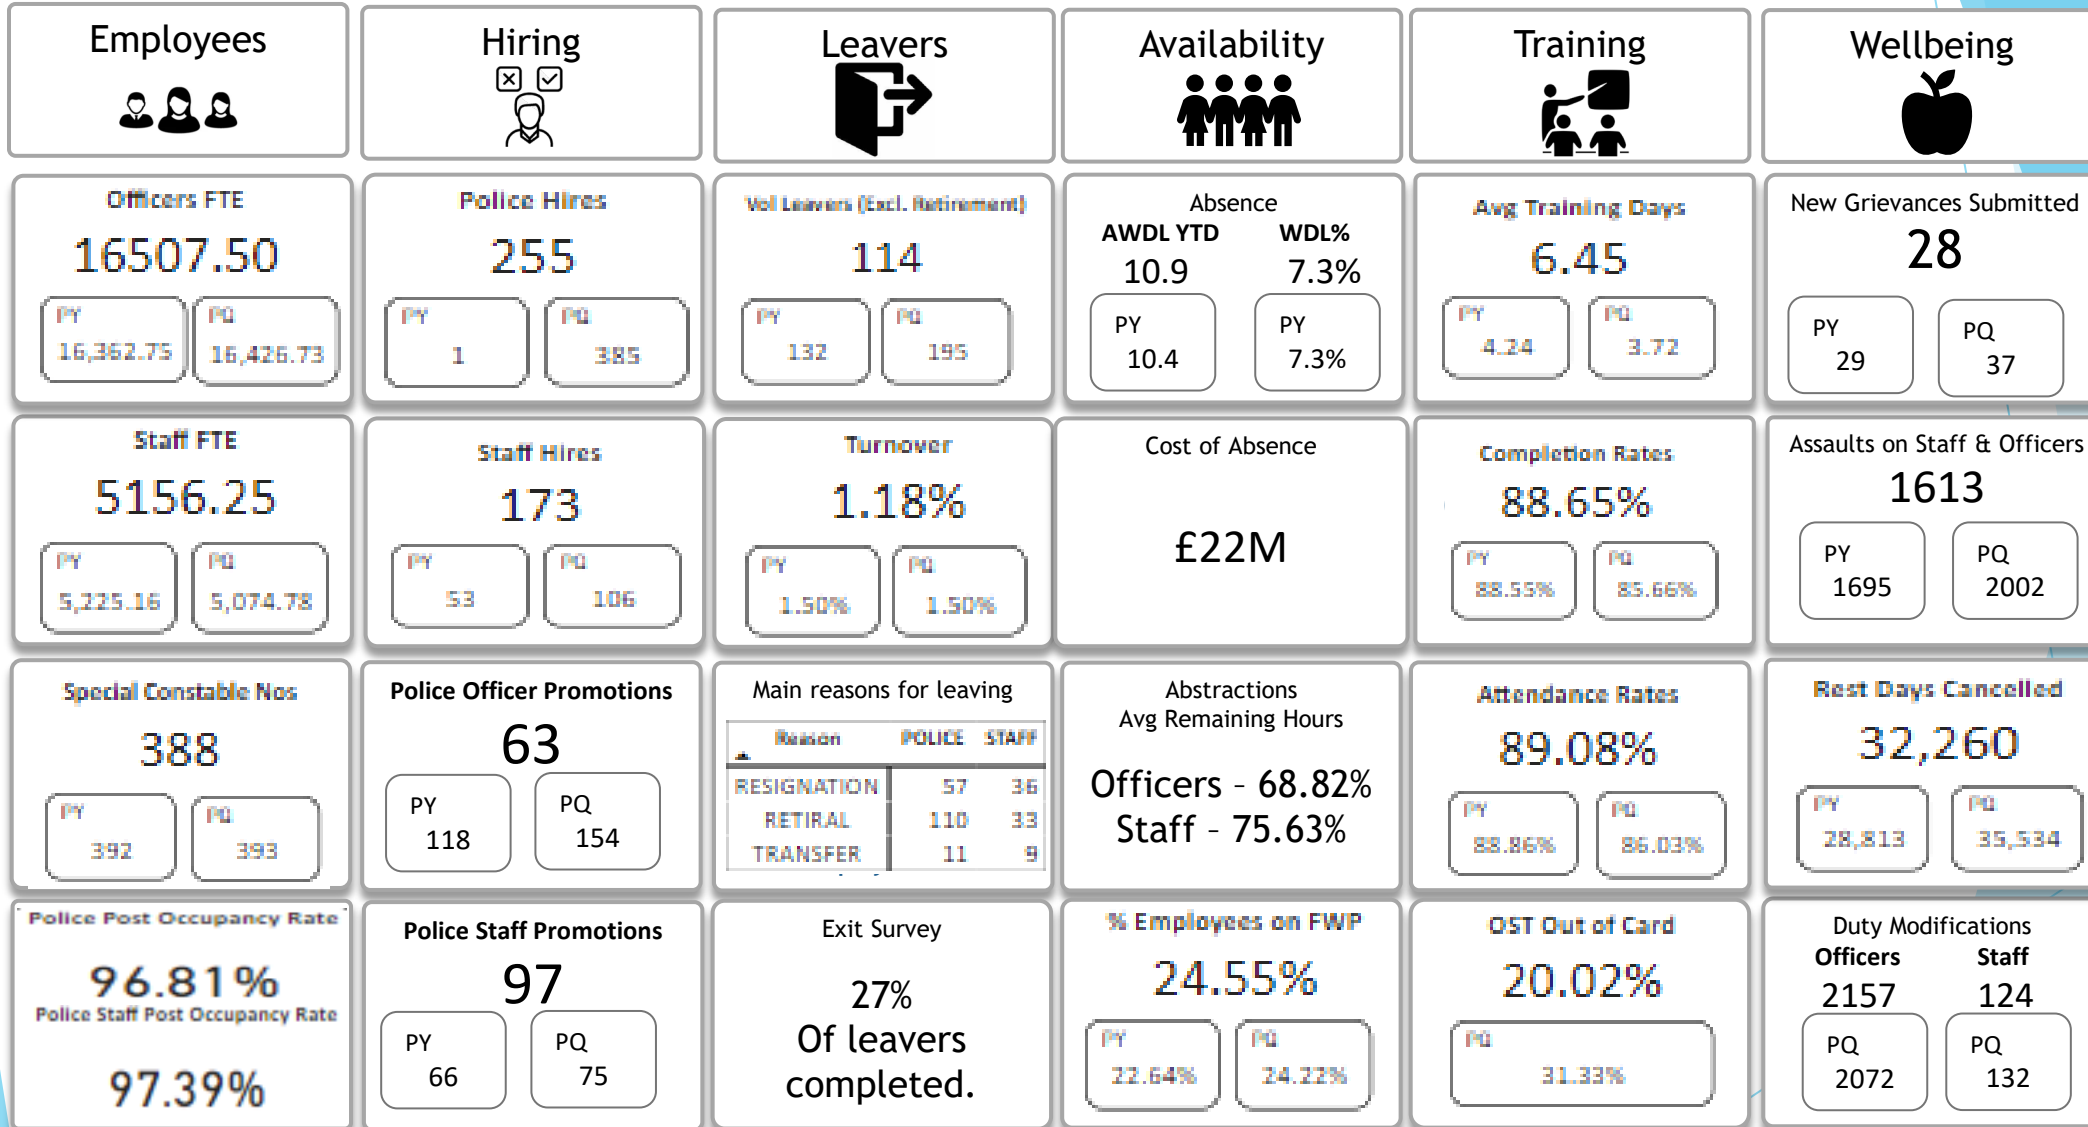 Employees
Hiring
Leavers
Availability
Training
Wellbeing
Officers FTE
16507.50
PY
16,362.75
PQ
16,426.73
Police Hires
255
PY
1
PQ
385
Vol Leavers (Excl. Retirement)
114
PY
132
PQ
195
Absence
AWDL YTD WDL%
10.9 7.3%
PY
10.4
PY
7.3%
Avg Training Days
6.45
PY
4.24
PQ
3.72
New Grievances Submitted
28
PY
29
PQ
37
Staff FTE
5156.25
PY
5,225.16
PQ
5,074.78
Staff Hires
173
PY
53
PQ
106
Turnover
1.18%
PY
1.50%
PQ
1.50%
Cost of Absence
£22M
Completion Rates
88.65%
PY
88.55%
PQ
85.66%
Assaults on Staff & Officers
1613
PY
1695
PQ
2002
Special Constable Nos
388
PY
392
PQ
393
Police Officer Promotions
63
PY
118
PQ
154
Main reasons for leaving
Reason POLICE STAFF
RESIGNATION 57 36
RETIRAL 110 33
TRANSFER 11 9
Abstractions
Avg Remaining Hours
Officers – 68.82%
Staff – 75.63%
Attendance Rates
89.08%
PY
88.86%
PQ
86.03%
Rest Days Cancelled
32,260
PY
28,813
PQ
35,534
Police Post Occupancy Rate
96.81%
Police Staff Post Occupancy Rate
97.39%
Police Staff Promotions
97
PY
66
PQ
75
Exit Survey
27%
Of leavers
completed.
% Employees on FWP
24.55%
PY
22.64%
PQ
24.22%
OST Out of Card
20.02%
PQ
31.33%
Duty Modifications
Officers Staff
2157 124
PQ
2072
PQ
132